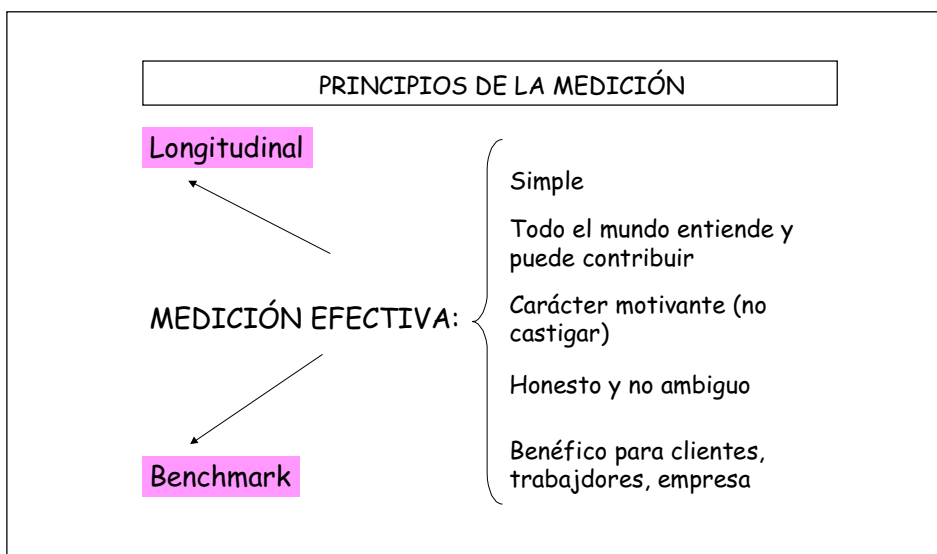 PRINCIPIOS DE LA MEDICIÓN
Longitudinal
MEDICIÓN EFECTIVA:
Benchmark
Simple
Todo el mundo entiende y
puede contribuir
Carácter motivante (no
castigar)
Honesto y no ambiguo
Benéfico para clientes,
trabajdores, empresa